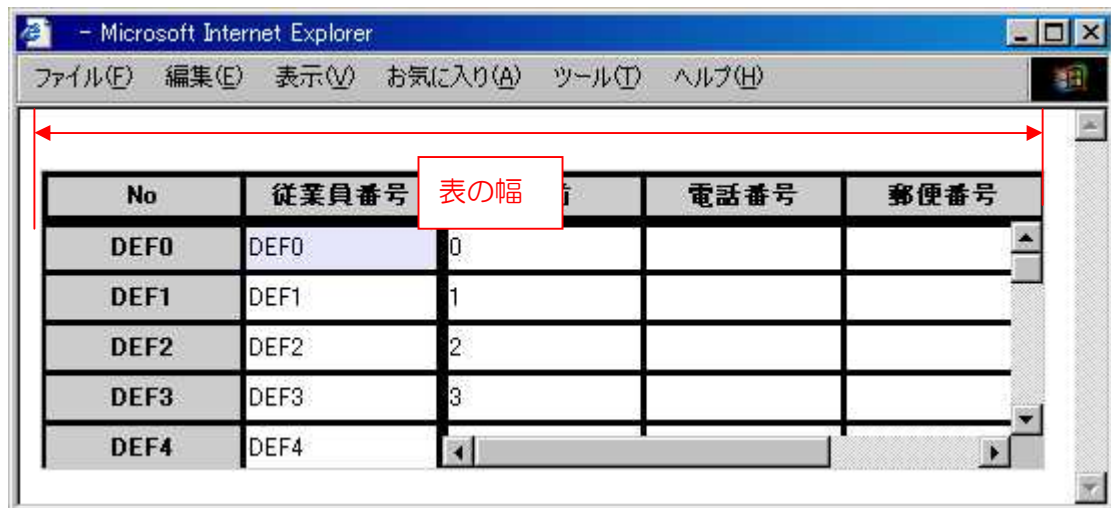 - Microsoft Internet Explorer
ファイル(F) 編集(E) 表示(V) お気に入り(A) ツール(T) ヘルプ(H)
表の幅
No 従業員番号 電話番号 郵便番号
DEF0 DEF0 0
DEF1 DEF1 1
DEF2 DEF2 2
DEF3 DEF3 3
DEF4 DEF4